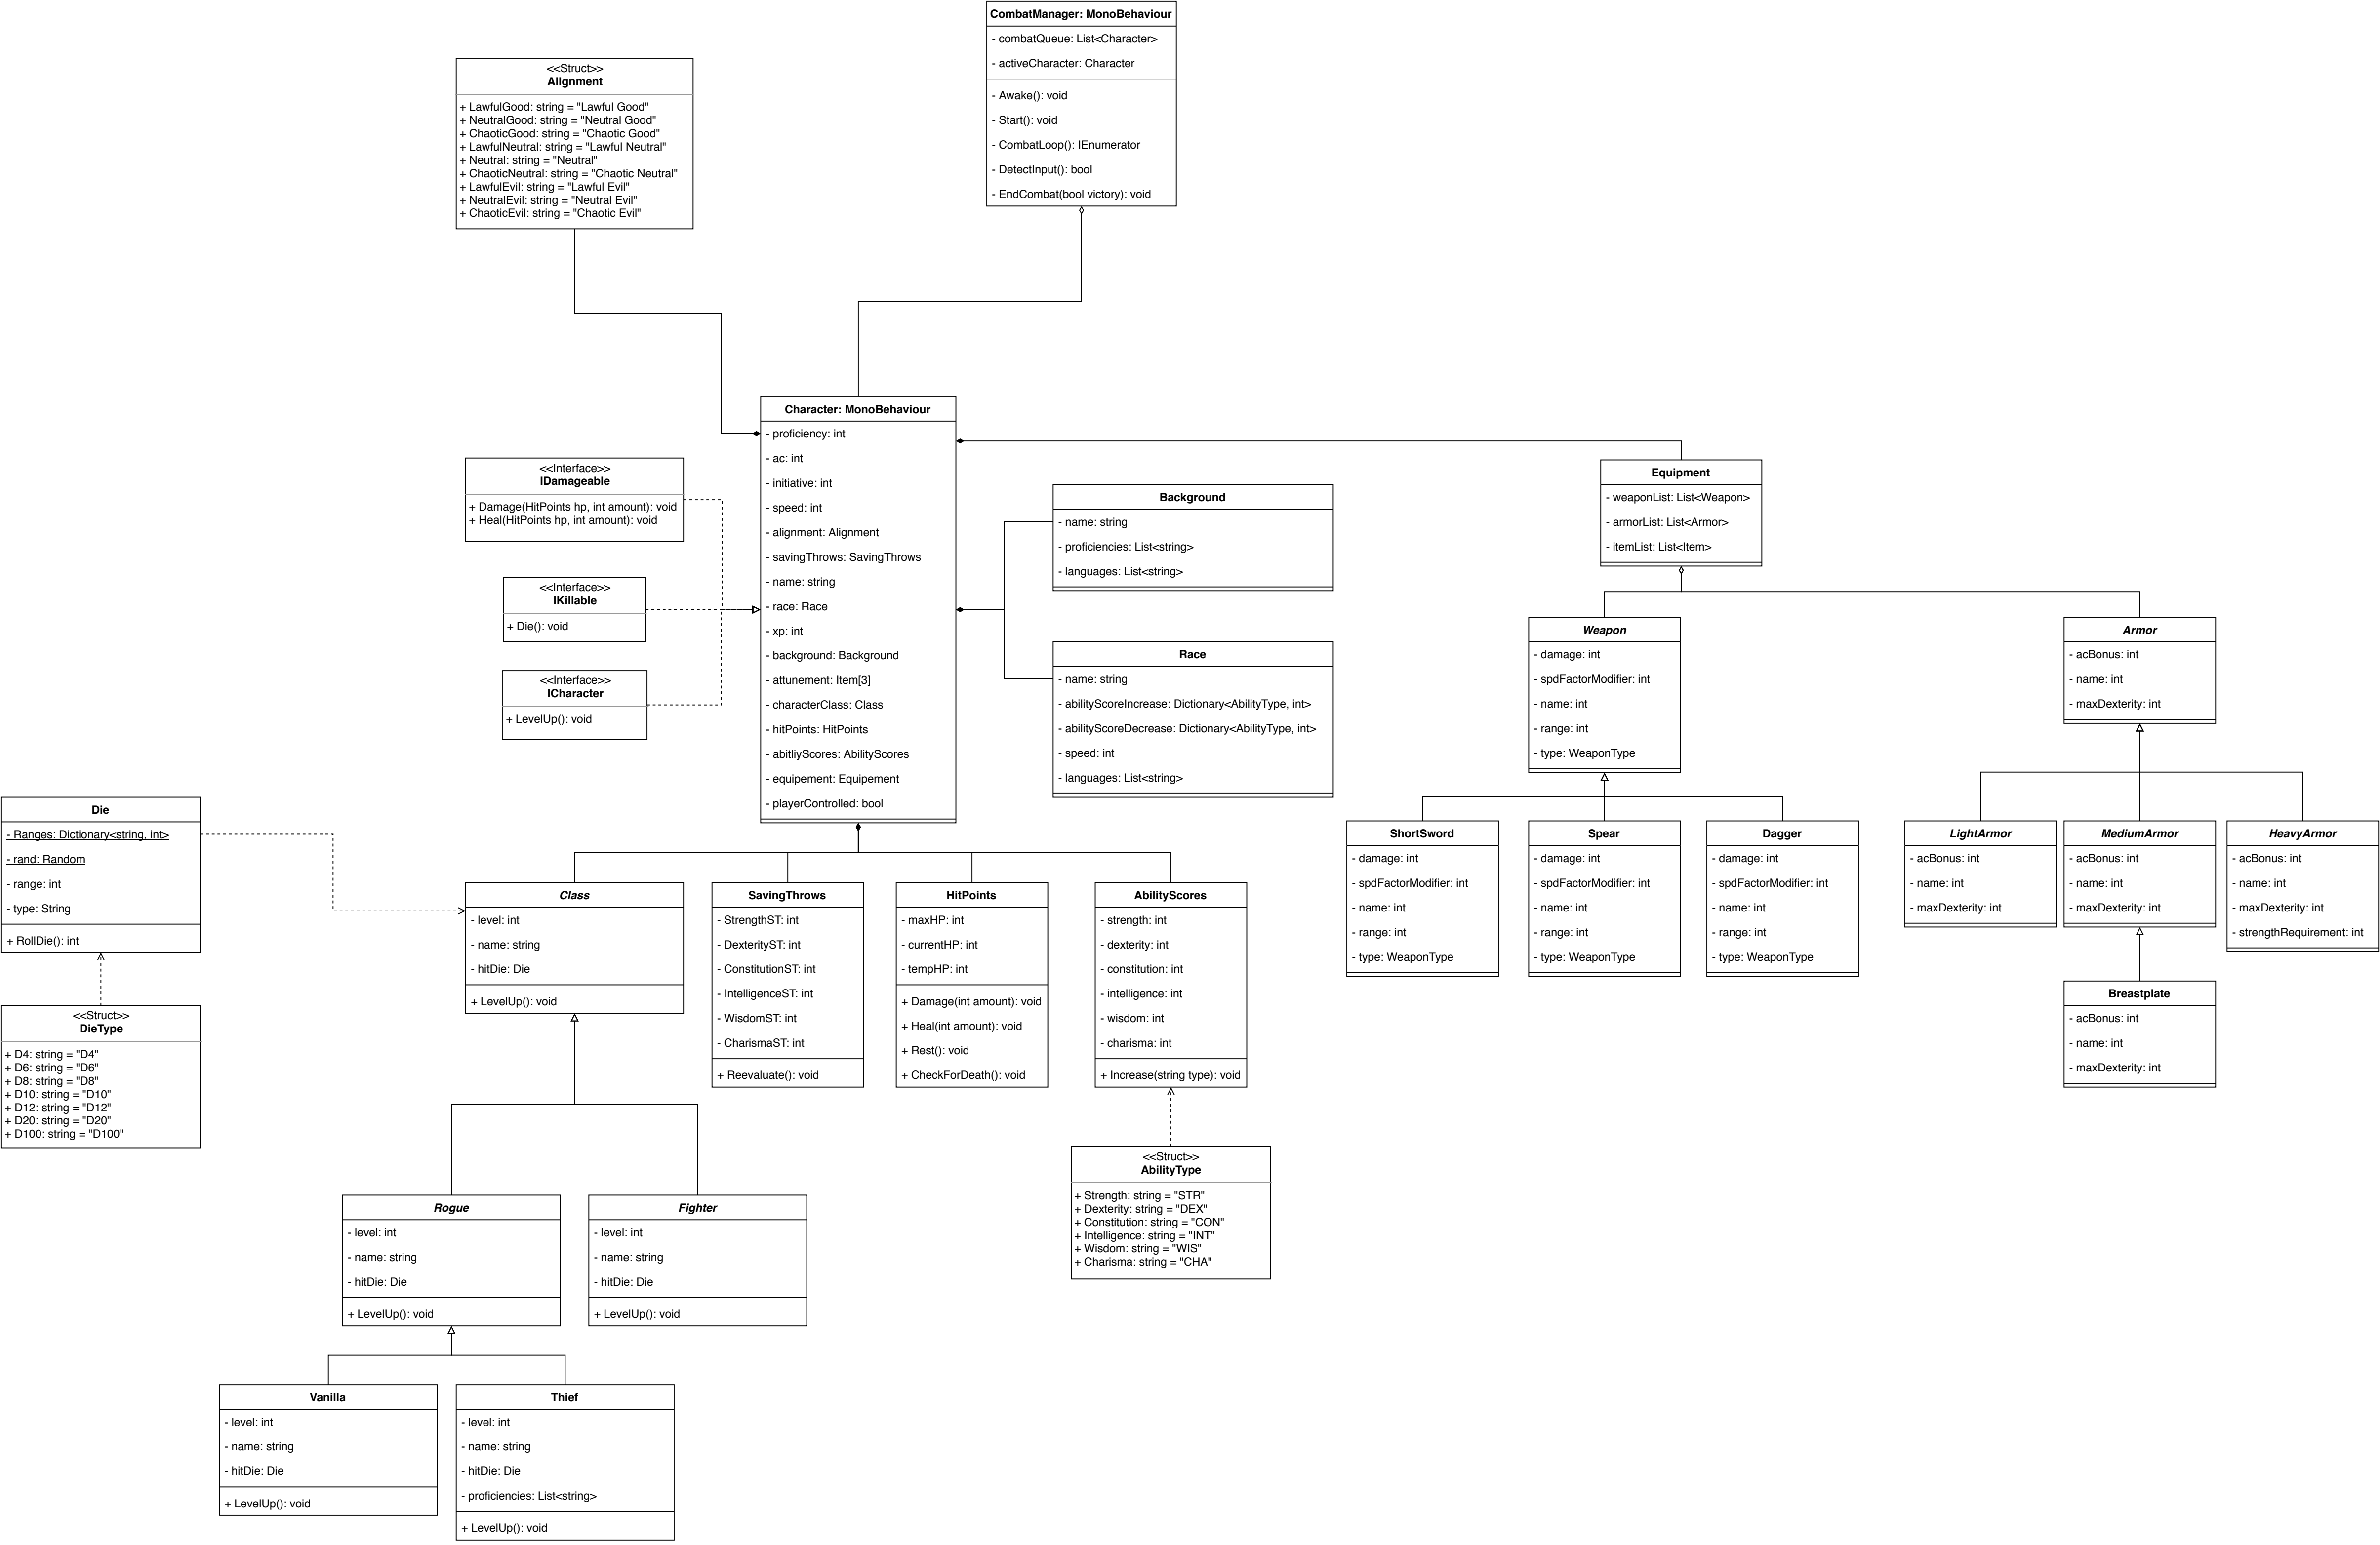 CombatManager: MonoBehaviour
- combatQueue: List<Character>
- activeCharacter: Character
- Awake(): void
- Start(): void
- CombatLoop(): IEnumerator
- DetectInput(): bool
- EndCombat(bool victory): void
<<Struct>>
Alignment
+ LawfulGood: string = "Lawful Good"
+ NeutralGood: string = "Neutral Good"
+ ChaoticGood: string = "Chaotic Good"
+ LawfulNeutral: string = "Lawful Neutral"
+ Neutral: string = "Neutral"
+ ChaoticNeutral: string = "Chaotic Neutral"
+ LawfulEvil: string = "Lawful Evil"
+ NeutralEvil: string = "Neutral Evil"
+ ChaoticEvil: string = "Chaotic Evil"
Character: MonoBehaviour
- proficiency: int
- ac: int
- initiative: int
- speed: int
- alignment: Alignment
- savingThrows: SavingThrows
- name: string
- race: Race
- xp: int
- background: Background
- attunement: Item[3]
- characterClass: Class
- hitPoints: HitPoints
- abitliyScores: AbilityScores
- equipement: Equipement
- playerControlled: bool
<<Interface>>
IDamageable
+ Damage(HitPoints hp, int amount): void
+ Heal(HitPoints hp, int amount): void
<<Interface>>
IKillable
+ Die(): void
<<Interface>>
ICharacter
+ LevelUp(): void
Background
- name: string
- proficiencies: List<string>
- languages: List<string>
Race
- name: string
- abilityScoreIncrease: Dictionary<AbilityType, int>
- abilityScoreDecrease: Dictionary<AbilityType, int>
- speed: int
- languages: List<string>
Equipment
- weaponList: List<Weapon>
- armorList: List<Armor>
- itemList: List<Item>
Weapon
- damage: int
- spdFactorModifier: int
- name: int
- range: int
- type: WeaponType
Armor
- acBonus: int
- name: int
- maxDexterity: int
ShortSword
- damage: int
- spdFactorModifier: int
- name: int
- range: int
- type: WeaponType
Spear
- damage: int
- spdFactorModifier: int
- name: int
- range: int
- type: WeaponType
Dagger
- damage: int
- spdFactorModifier: int
- name: int
- range: int
- type: WeaponType
LightArmor
- acBonus: int
- name: int
- maxDexterity: int
MediumArmor
- acBonus: int
- name: int
- maxDexterity: int
HeavyArmor
- acBonus: int
- name: int
- maxDexterity: int
- strengthRequirement: int
Breastplate
- acBonus: int
- name: int
- maxDexterity: int
Die
- Ranges: Dictionary<string, int>
- rand: Random
- range: int
- type: String
+ RollDie(): int
<<Struct>>
DieType
+ D4: string = "D4"
+ D6: string = "D6"
+ D8: string = "D8"
+ D10: string = "D10"
+ D12: string = "D12"
+ D20: string = "D20"
+ D100: string = "D100"
Class
- level: int
- name: string
- hitDie: Die
+ LevelUp(): void
SavingThrows
- StrengthST: int
- DexterityST: int
- ConstitutionST: int
- IntelligenceST: int
- WisdomST: int
- CharismaST: int
+ Reevaluate(): void
HitPoints
- maxHP: int
- currentHP: int
- tempHP: int
+ Damage(int amount): void
+ Heal(int amount): void
+ Rest(): void
+ CheckForDeath(): void
AbilityScores
- strength: int
- dexterity: int
- constitution: int
- intelligence: int
- wisdom: int
- charisma: int
+ Increase(string type): void
<<Struct>>
AbilityType
+ Strength: string = "STR"
+ Dexterity: string = "DEX"
+ Constitution: string = "CON"
+ Intelligence: string = "INT"
+ Wisdom: string = "WIS"
+ Charisma: string = "CHA"
Rogue
- level: int
- name: string
- hitDie: Die
+ LevelUp(): void
Fighter
- level: int
- name: string
- hitDie: Die
+ LevelUp(): void
Vanilla
- level: int
- name: string
- hitDie: Die
+ LevelUp(): void
Thief
- level: int
- name: string
- hitDie: Die
- proficiencies: List<string>
+ LevelUp(): void